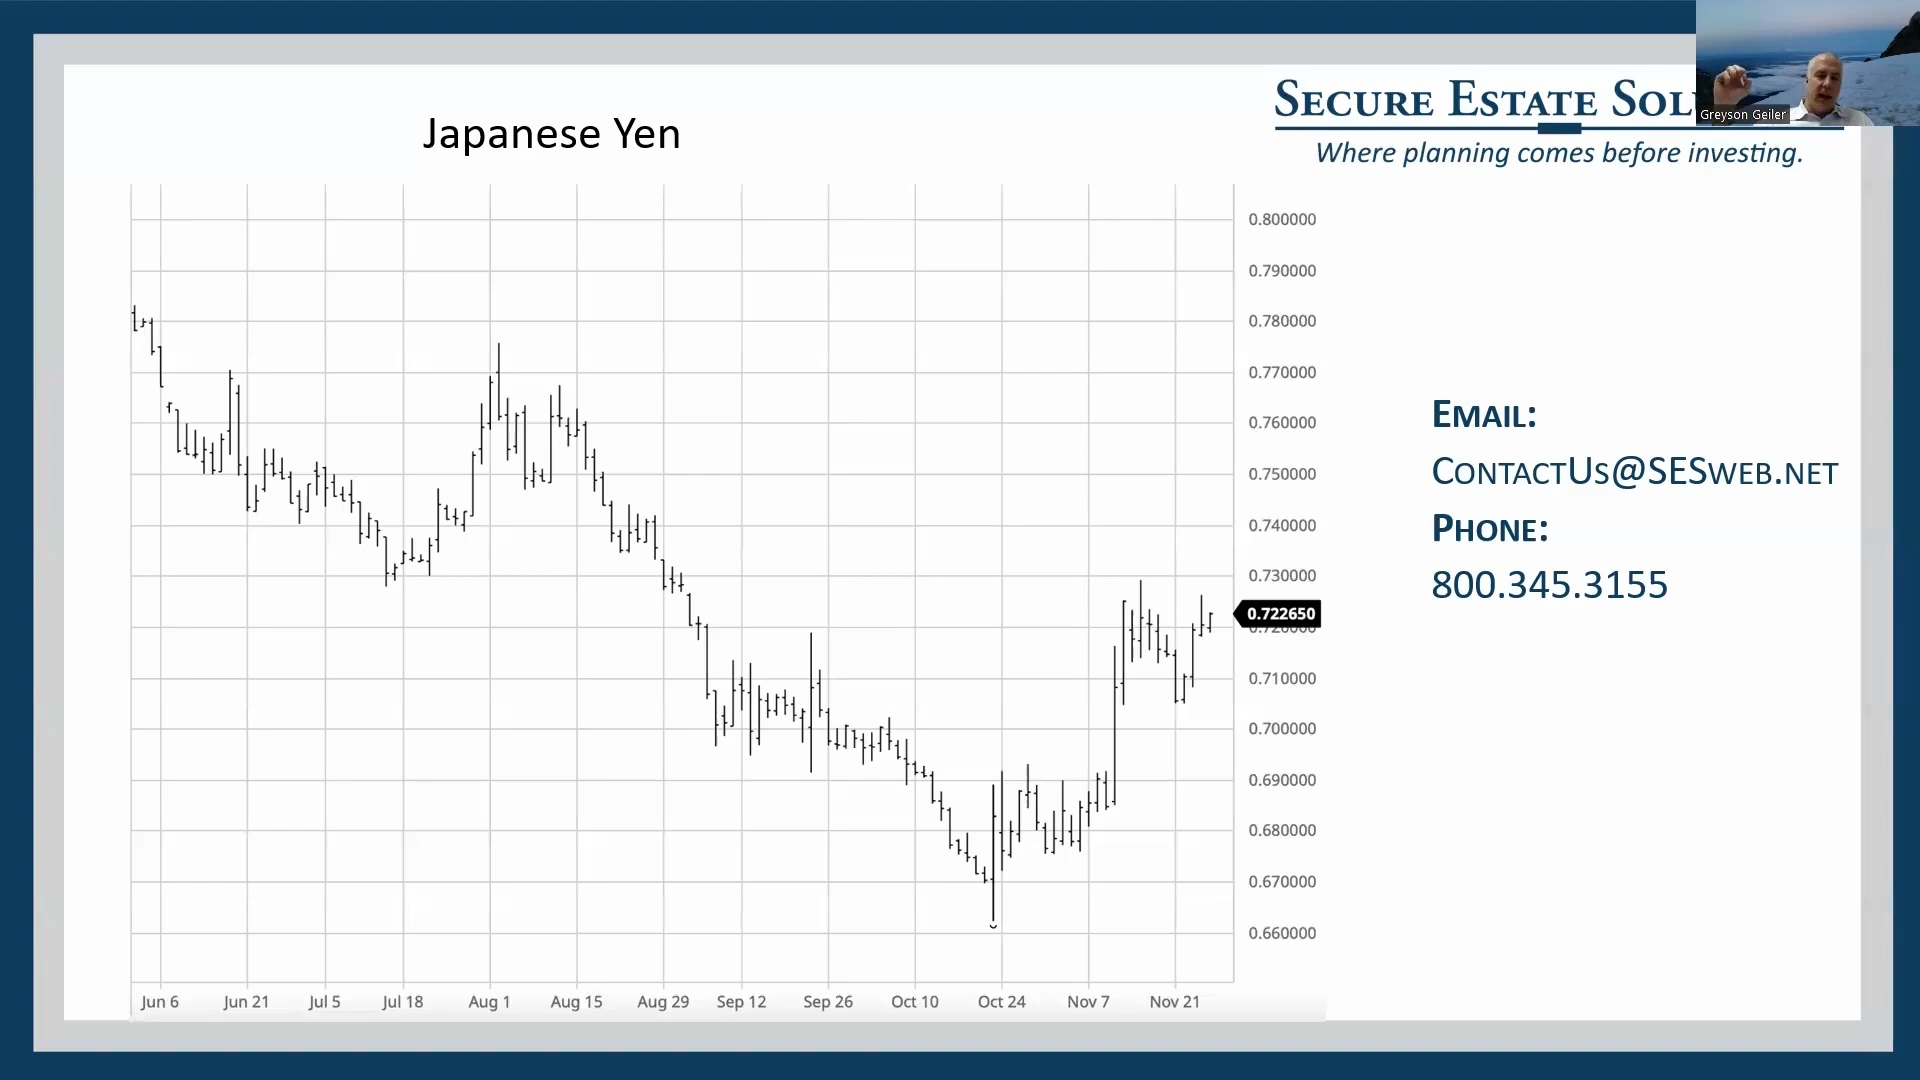 Japanese Yen
SECURE ESTATE SOL
Where planning comes before investing.
Greyson Geiler
0.800000
0.790000
0.780000
0.770000
0.760000
0.750000
0.740000
0.730000
0.722650
0.720000
0.710000
0.700000
0.690000
0.680000
0.670000
0.660000
Jun 6 Jun 21 Jul 5 Jul 18 Aug 1 Aug 15 Aug 29 Sep 12 Sep 26 Oct 10 Oct 24 Nov 7 Nov 21
EMAIL:
CONTACTUS@SESWEB.NET
PHONE:
800.345.3155